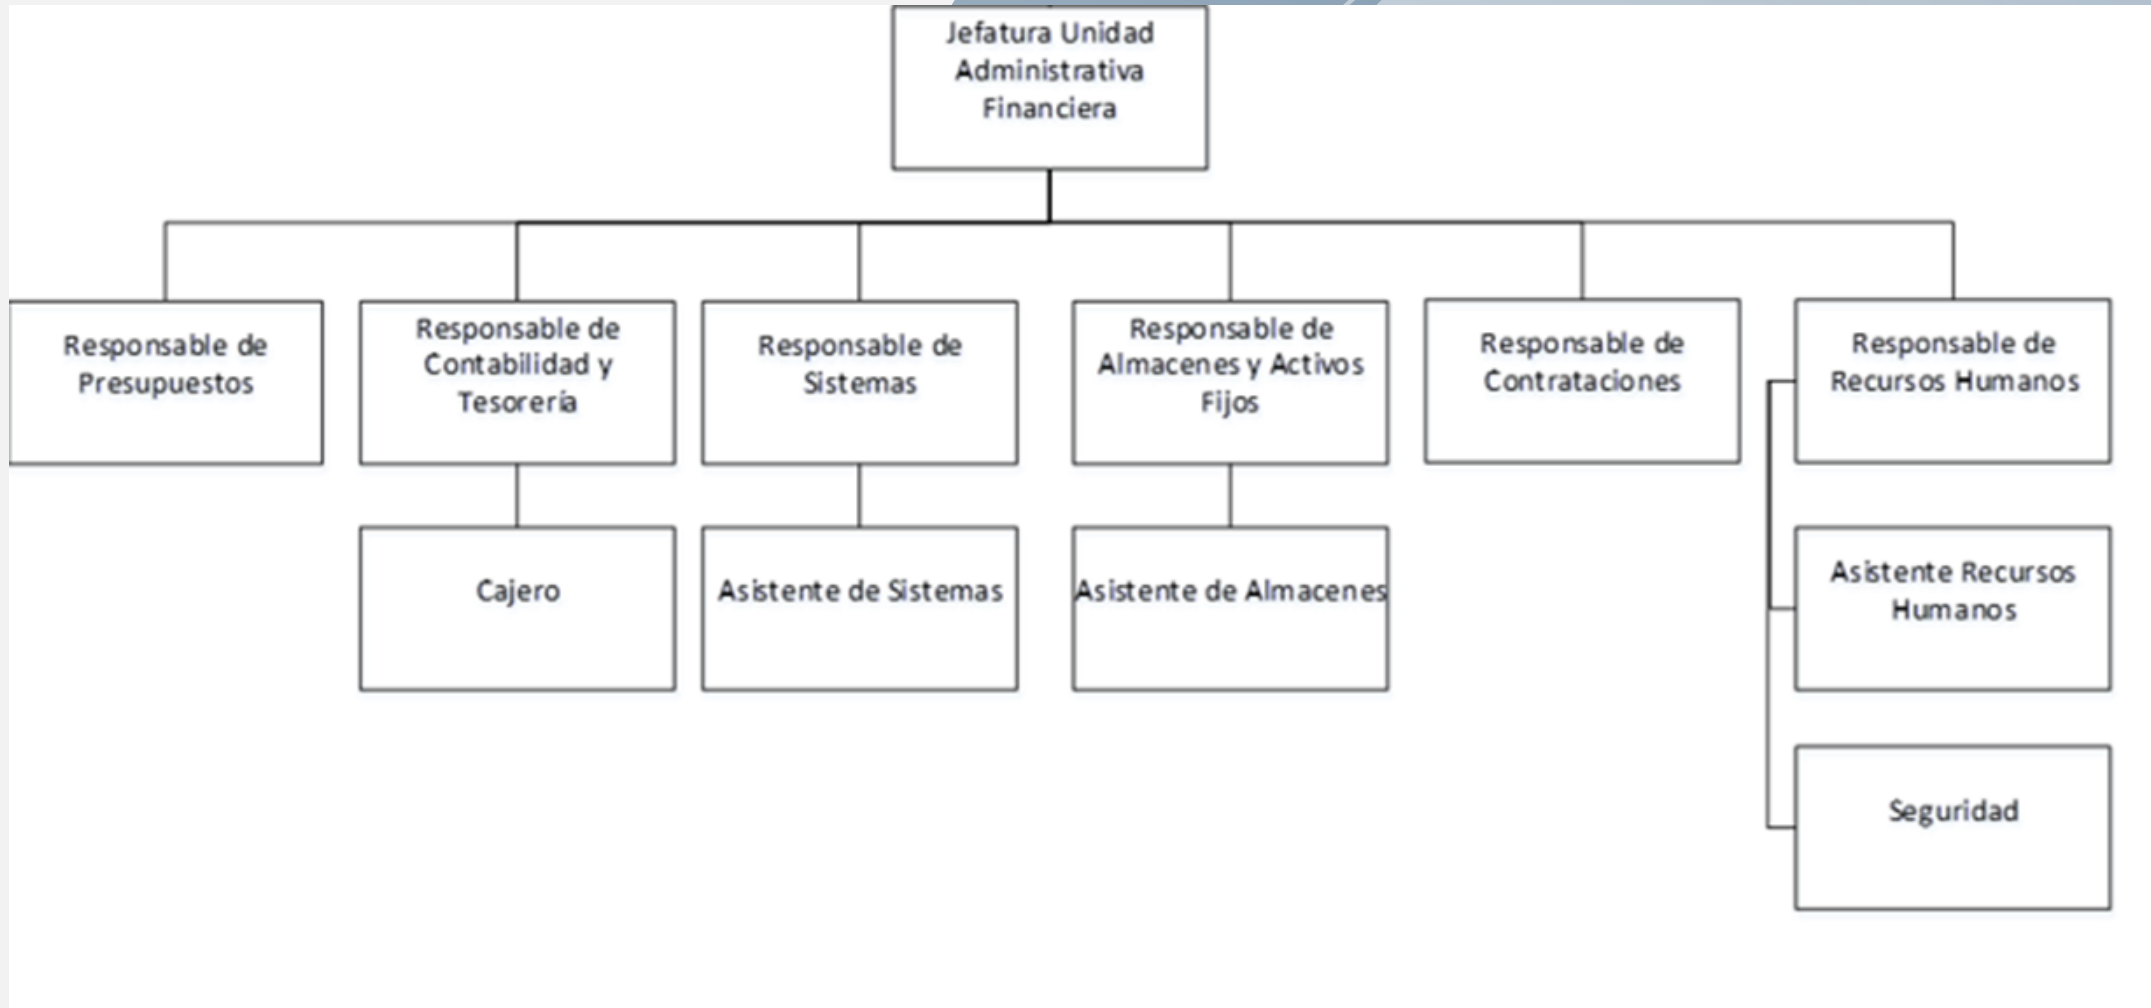 Jefatura Unidad
Administrativa
Financiera
Responsable de
Presupuestos
Responsable de
Contabilidad y
Tesorería
Responsable de
Sistemas
Responsable de
Almacenes y Activos
Fijos
Responsable de
Contrataciones
Responsable de
Recursos Humanos
Cajero
Asistente de Sistemas
Asistente de Almacenes
Asistente Recursos
Humanos
Seguridad